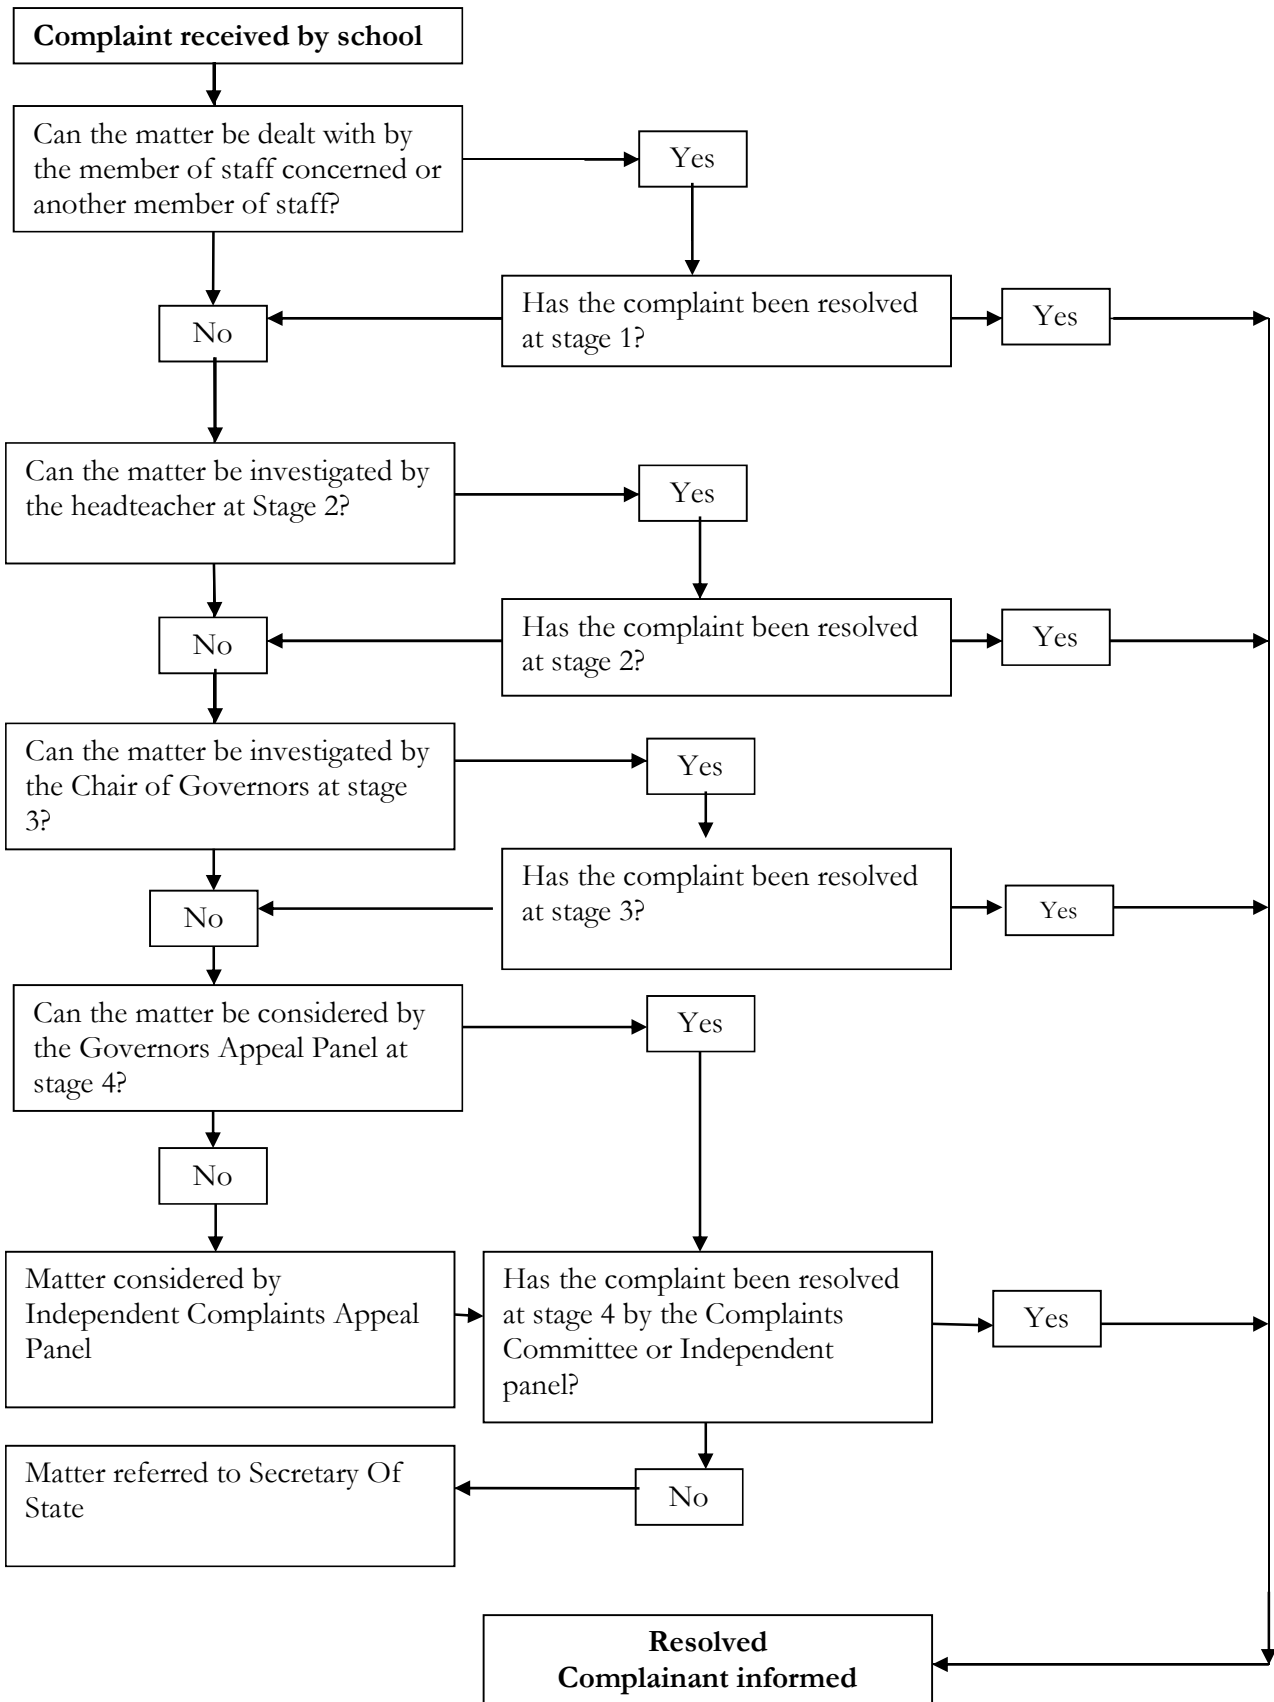 Complaint received by school
Can the matter be dealt with by
the member of staff concerned or
another member of staff?
Yes
Has the complaint been resolved
at stage 1?
Yes
No
Can the matter be investigated by
the headteacher at Stage 2?
Yes
Has the complaint been resolved
at stage 2?
Yes
No
Can the matter be investigated by
the Chair of Governors at stage
3?
Yes
Has the complaint been resolved
at stage 3?
Yes
No
Can the matter be considered by
the Governors Appeal Panel at
stage 4?
Yes
No
Matter considered by
Independent Complaints Appeal
Panel
Has the complaint been resolved
at stage 4 by the Complaints
Committee or Independent
panel?
Yes
No
Matter referred to Secretary Of
State
Resolved
Complainant informed